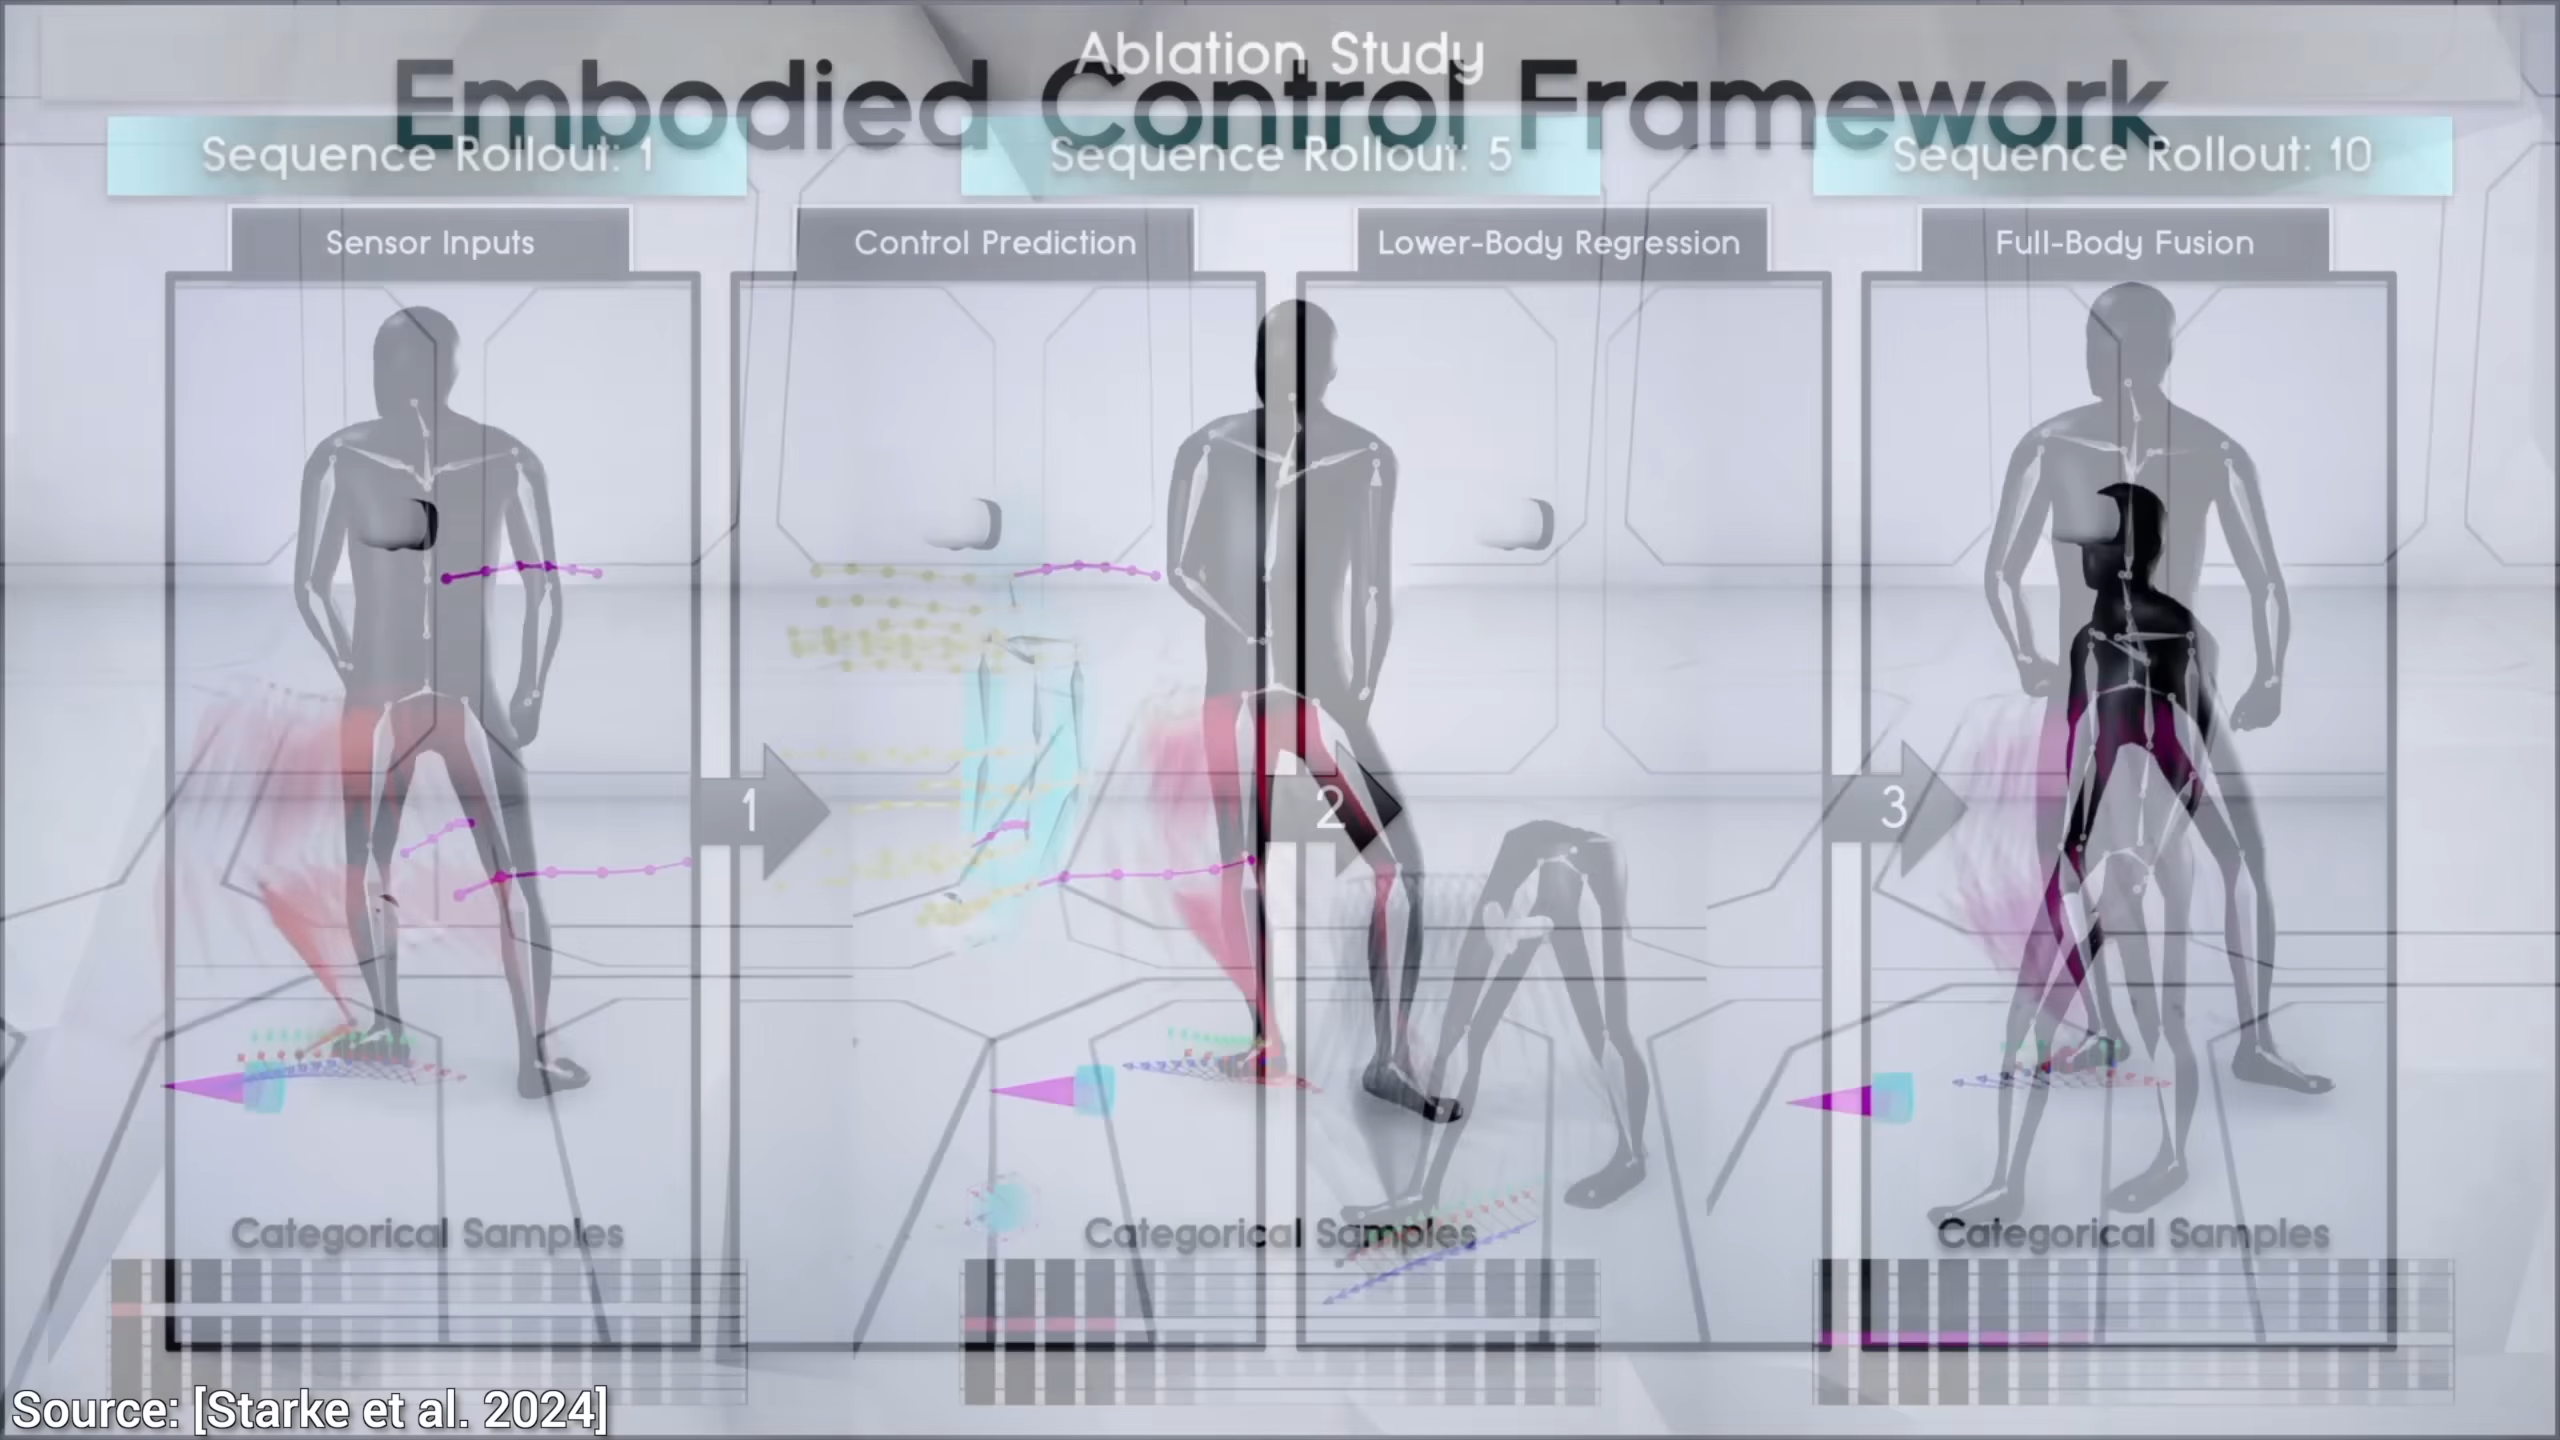 Ablation Study
Embodied Control Framework
Sequence Rollout: 1
Sequence Rollout: 5
Sequence Rollout: 10
Sensor Inputs
Control Prediction
Lower-Body Regression
Full-Body Fusion
1
2
3
Categorical Samples
Categorical Samples
Categorical Samples
Source: [Starke et al. 2024]